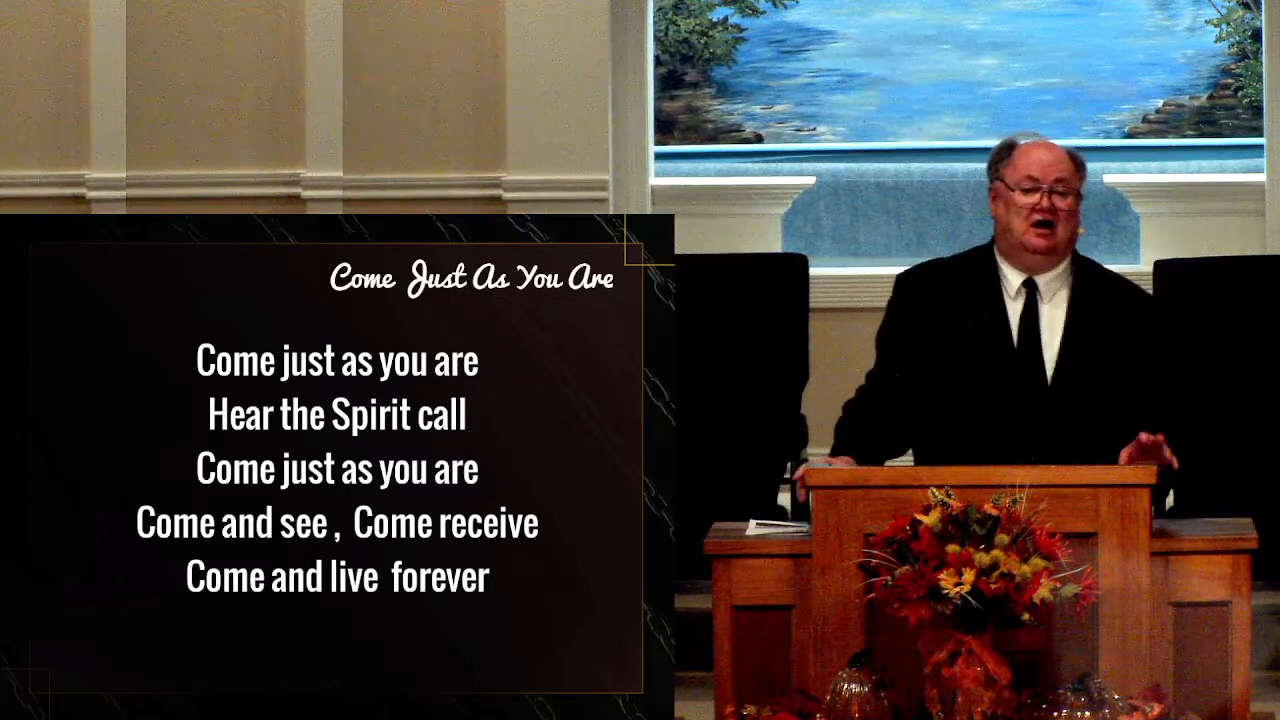 Come Just As You Are
Come just as you are
Hear the Spirit call
Come just as you are
Come and see , Come receive
Come and live forever